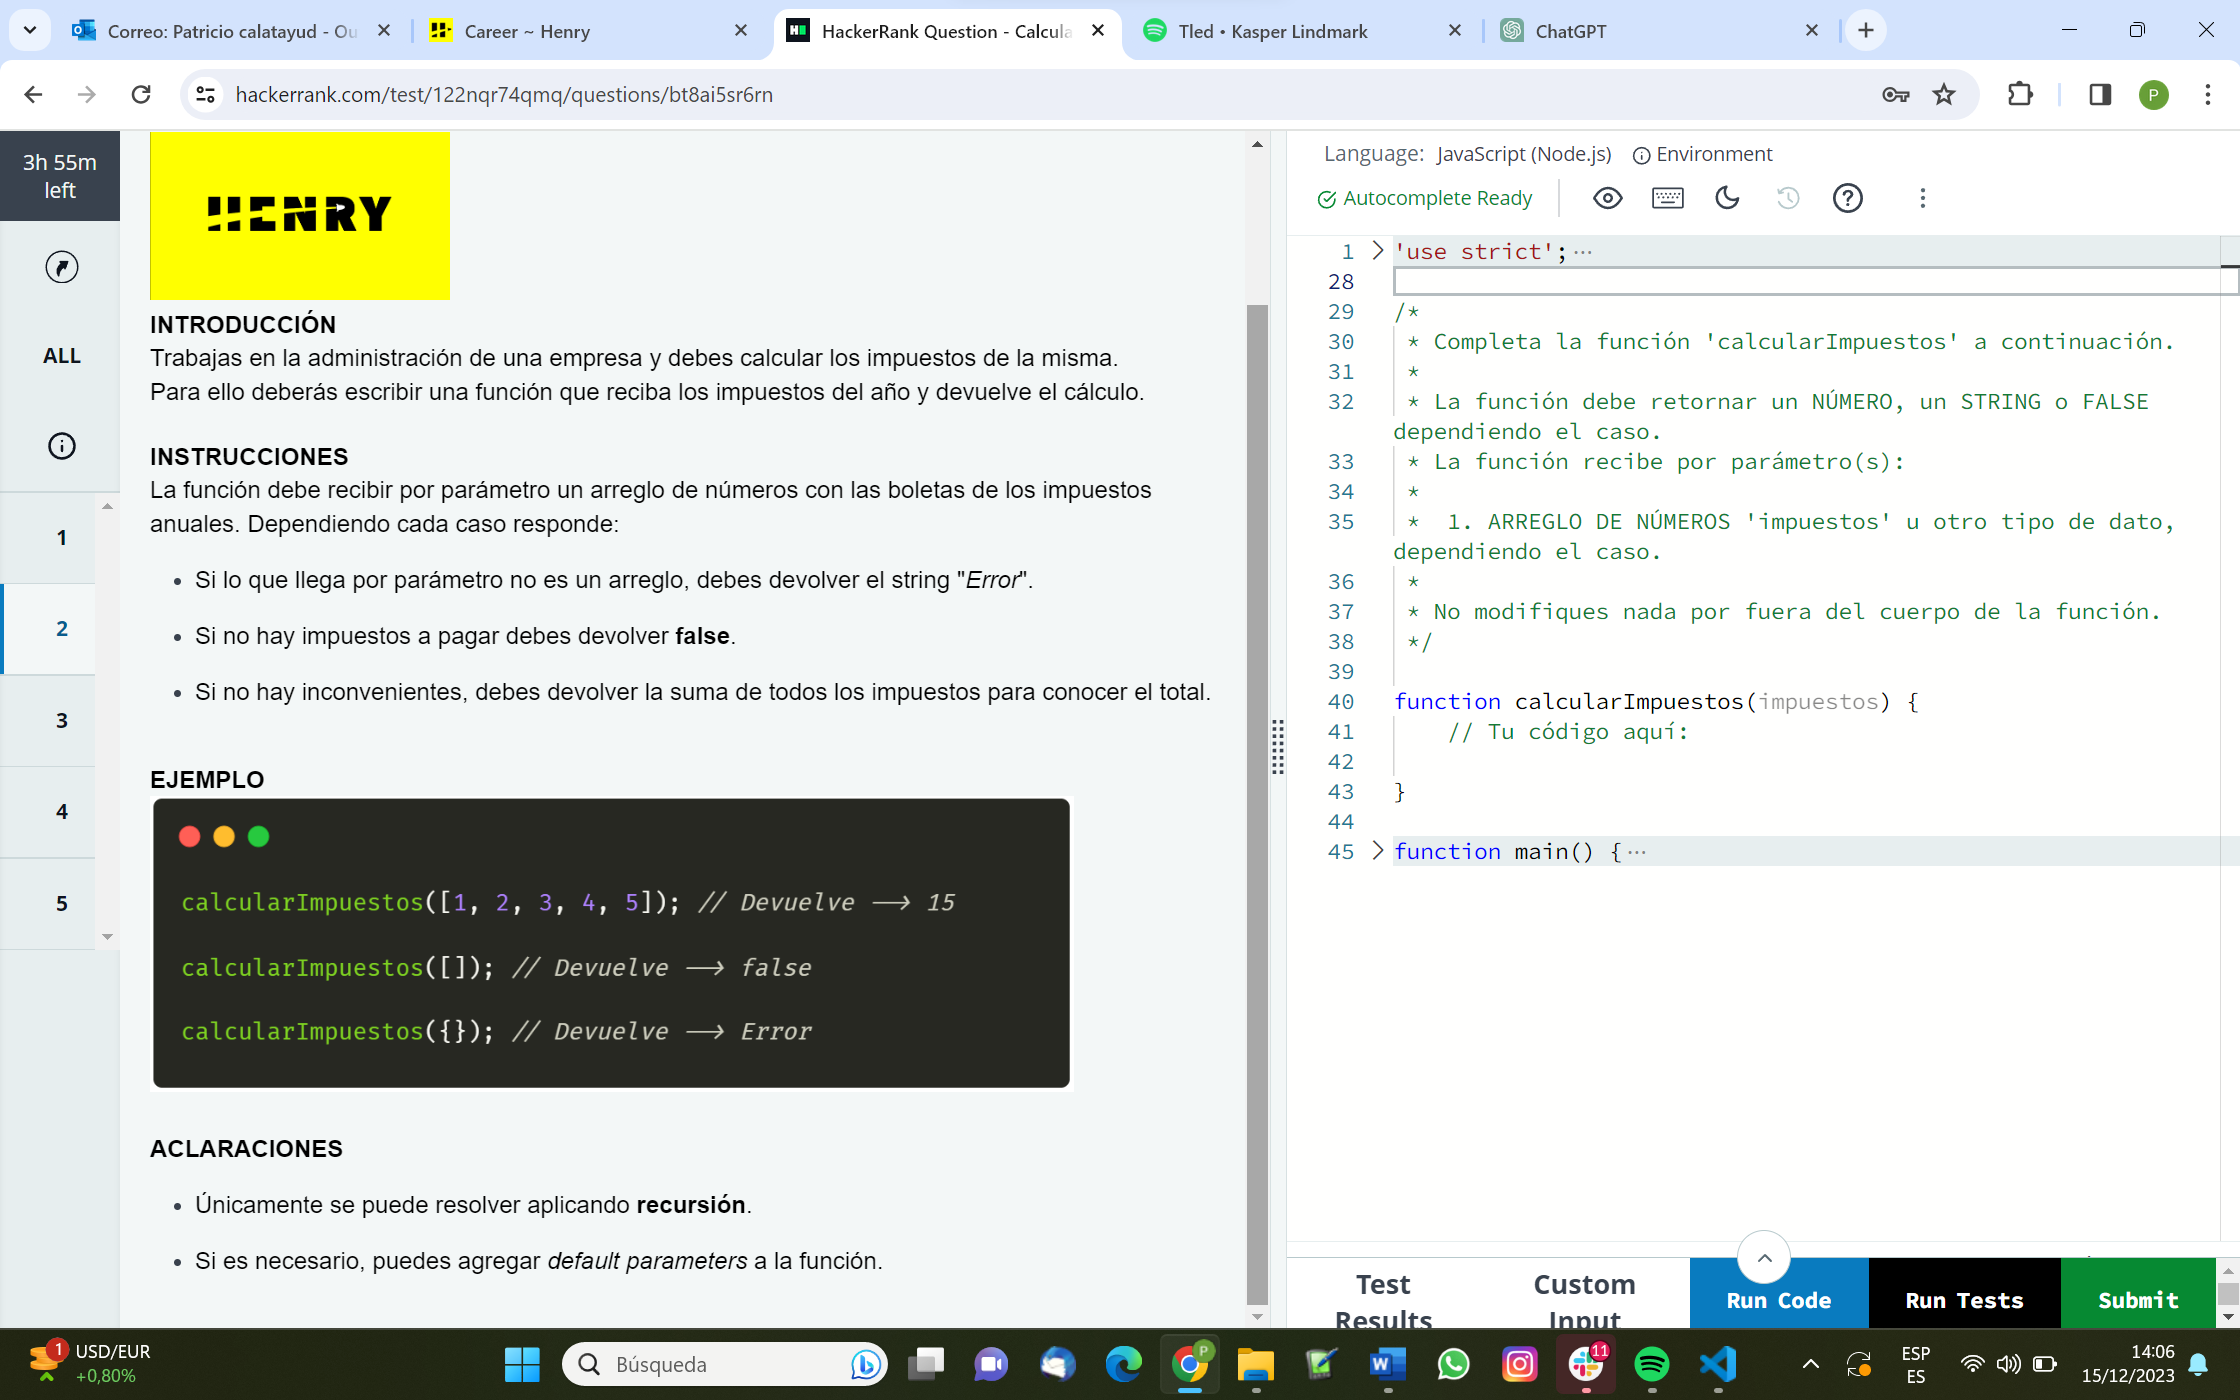 Correo: Patricio calatayud - Ou
Career ~ Henry
HackerRank Question - Calcula
Tled • Kasper Lindmark
ChatGPT
hackerrank.com/test/122nqr74qmq/questions/bt8ai5sr6rn
P
3h 55m
left
ALL
1
2
3
4
5
HENRY
INTRODUCCIÓN
Trabajas en la administración de una empresa y debes calcular los impuestos de la misma.
Para ello deberás escribir una función que reciba los impuestos del año y devuelve el cálculo.
INSTRUCCIONES
La función debe recibir por parámetro un arreglo de números con las boletas de los impuestos
anuales. Dependiendo cada caso responde:
• Si lo que llega por parámetro no es un arreglo, debes devolver el string "Error".
• Si no hay impuestos a pagar debes devolver false.
• Si no hay inconvenientes, debes devolver la suma de todos los impuestos para conocer el total.
EJEMPLO
calcularImpuestos([1, 2, 3, 4, 5]); // Devuelve —> 15
calcularImpuestos([]); // Devuelve —> false
calcularImpuestos({}); // Devuelve —> Error
ACLARACIONES
• Únicamente se puede resolver aplicando recursión.
• Si es necesario, puedes agregar default parameters a la función.
Language: JavaScript (Node.js) Environment
Autocomplete Ready
1 'use strict'; ···
28
29 /*
30 * Completa la función 'calcularImpuestos' a continuación.
31 *
32 * La función debe retornar un NÚMERO, un STRING o FALSE
dependiendo el caso.
33 * La función recibe por parámetro(s):
34 *
35 * 1. ARREGLO DE NÚMEROS 'impuestos' u otro tipo de dato,
dependiendo el caso.
36 *
37 * No modifiques nada por fuera del cuerpo de la función.
38 */
39
40 function calcularImpuestos(impuestos) {
41 // Tu código aquí:
42
43 }
44
45 function main() { ···
Test
Results
Custom
Input
Run Code
Run Tests
Submit
1
USD/EUR
+0,80%
Búsqueda
P
11
ESP
ES
14:06
15/12/2023